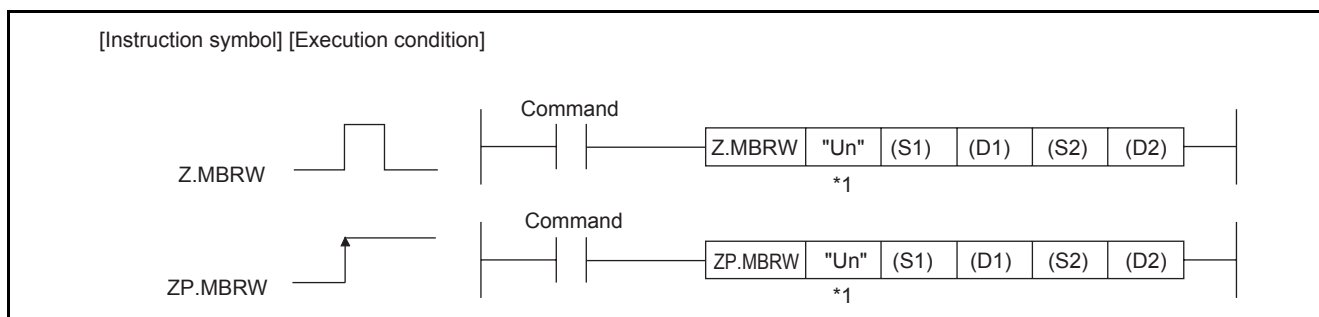 [Instruction symbol] [Execution condition]
Command
Z.MBRW Z.MBRW "Un" (S1) (D1) (S2) (D2)
*1
Command
ZP.MBRW ZP.MBRW "Un" (S1) (D1) (S2) (D2)
*1